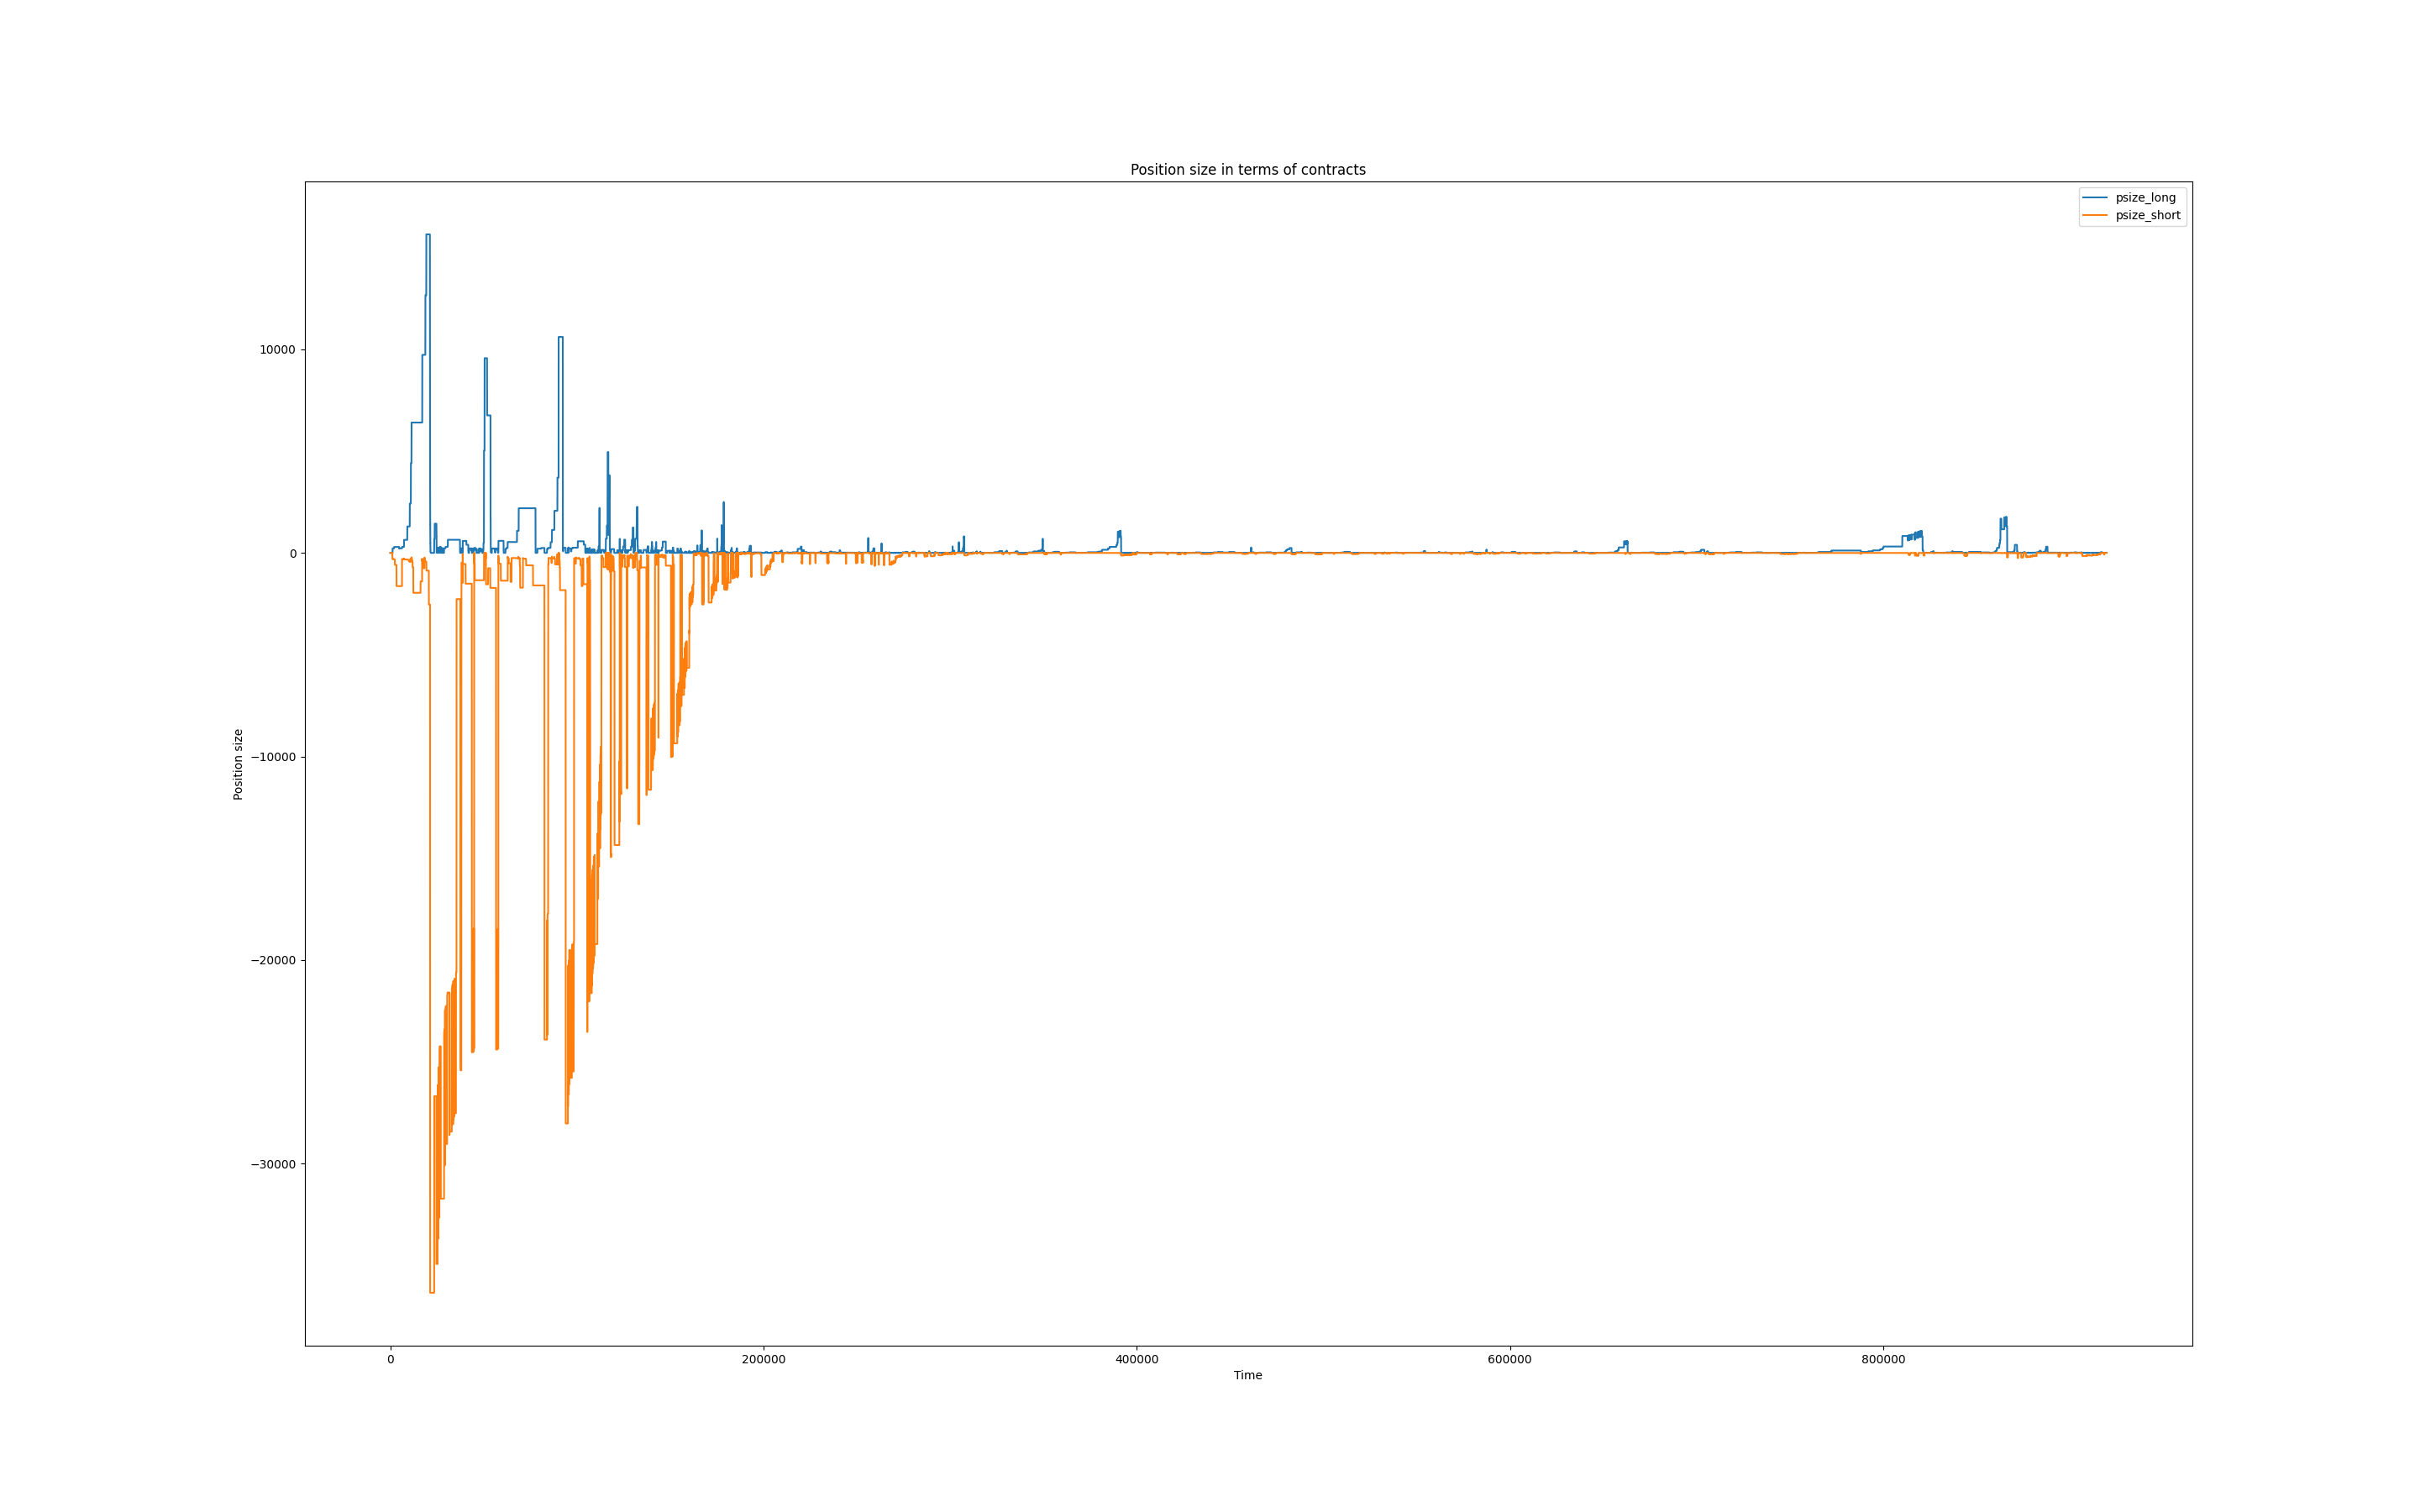 Position size in terms of contracts
psize_long
psize_short
10000
0
−10000
−20000
−30000
Position size
0
200000
400000
600000
800000
Time